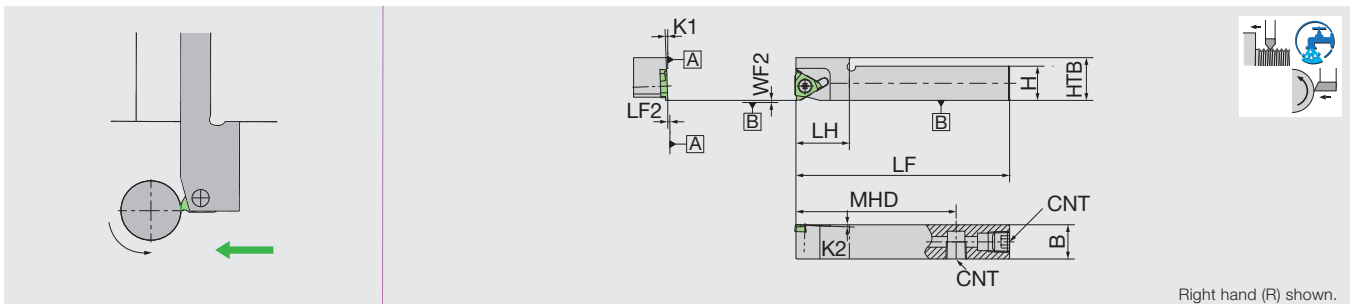 K1
A
WF2
LF2
B
A
LH
B
H
HTB
LF
MHD
CNT
K2
B
CNT
Right hand (R) shown.